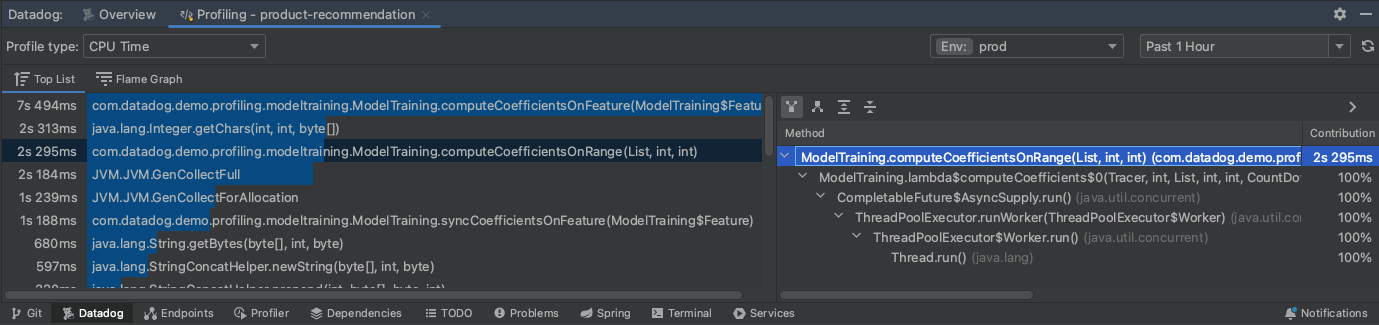 Datadog: Overview Profiling - product-recommendation
Profile type: CPU Time Env: prod Past 1 Hour
Top List Flame Graph
7s 494ms com.datadog.demo.profiling.modeltraining.ModelTraining.computeCoefficientsOnFeature(ModelTraining$Featu
2s 313ms java.lang.Integer.getChars(int, int, byte[])
2s 295ms com.datadog.demo.profiling.modeltraining.ModelTraining.computeCoefficientsOnRange(List, int, int)
2s 184ms JVM.JVM.GenCollectFull
1s 239ms JVM.JVM.GenCollectForAllocation
1s 188ms com.datadog.demo.profiling.modeltraining.ModelTraining.syncCoefficientsOnFeature(ModelTraining$Feature)
680ms java.lang.String.getBytes(byte[], int, byte)
597ms java.lang.StringConcatHelper.newString(byte[], int, byte)
Method Contribution
ModelTraining.computeCoefficientsOnRange(List, int, int) (com.datadog.demo.prof 2s 295ms
ModelTraining.lambda$computeCoefficients$0(Tracer, int, List, int, int, CountDo 100%
CompletableFuture$AsyncSupply.run() (java.util.concurrent) 100%
ThreadPoolExecutor.runWorker(ThreadPoolExecutor$Worker) (java.util.con 100%
ThreadPoolExecutor$Worker.run() (java.util.concurrent) 100%
Thread.run() (java.lang) 100%
Git Datadog Endpoints Profiler Dependencies TODO Problems Spring Terminal Services Notifications